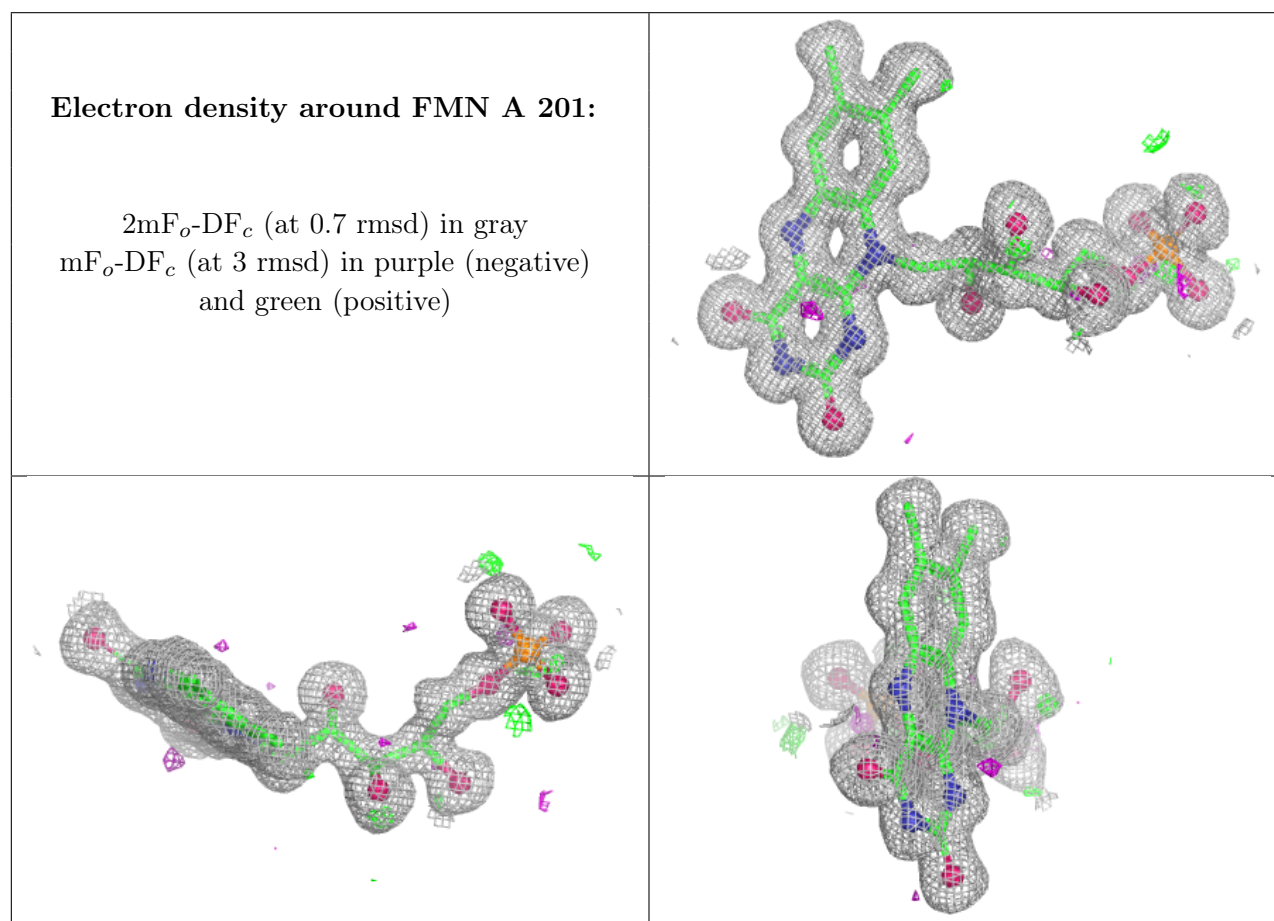 Electron density around FMN A 201:
2mFo-DFc (at 0.7 rmsd) in gray
mFo-DFc (at 3 rmsd) in purple (negative)
and green (positive)